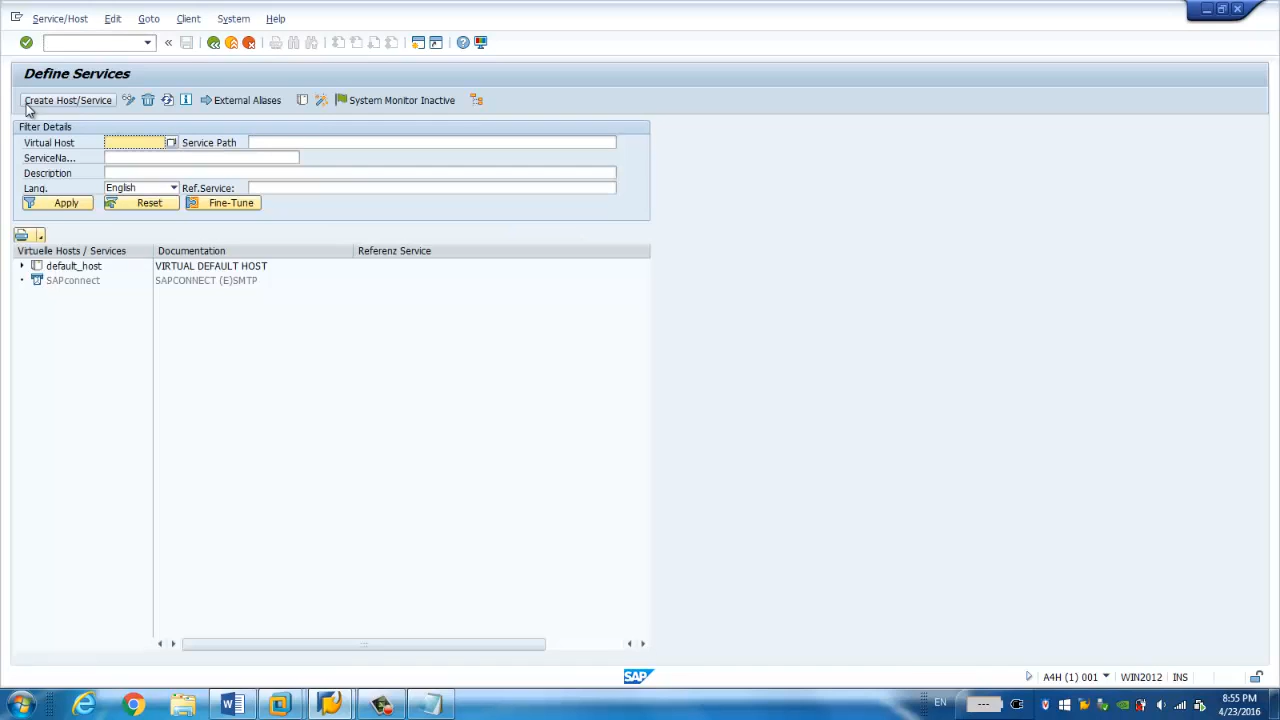 Service/Host Edit Goto Client System Help
Define Services
Create Host/Service External Aliases System Monitor Inactive
Filter Details
Virtual Host Service Path
ServiceNa...
Description
Lang. English Ref.Service:
Apply Reset Fine-Tune
Virtuelle Hosts / Services Documentation Referenz Service
default_host VIRTUAL DEFAULT HOST
SAPconnect SAPCONNECT (E)SMTP
SAP
A4H (1) 001 WIN2012 INS
EN
8:55 PM
4/23/2016